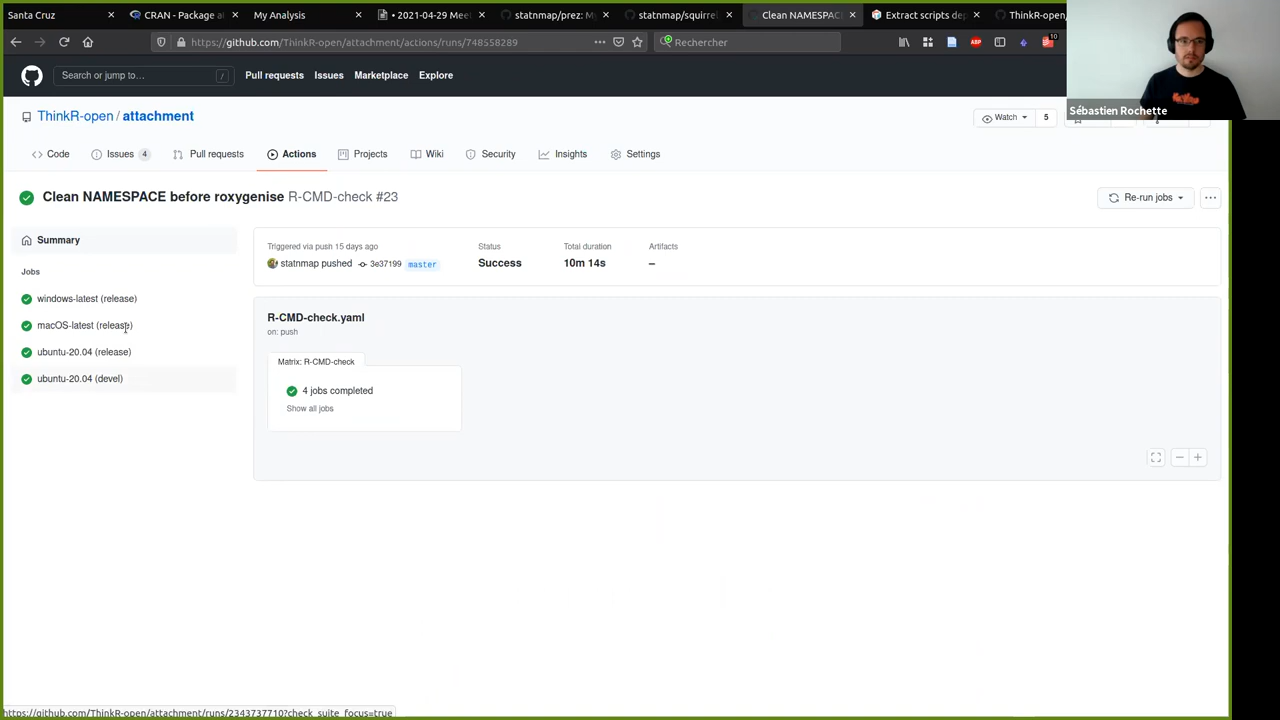 Santa Cruz
CRAN - Package a
My Analysis
• 2021-04-29 Mee
statnmap/prez: M
statnmap/squirre
Clean NAMESPAC
Extract scripts dep
ThinkR-open/
https://github.com/ThinkR-open/attachment/actions/runs/748558289
Rechercher
10
Search or jump to…
/
Pull requests
Issues
Marketplace
Explore
Sébastien Rochette
ThinkR-open / attachment
Watch
5
Code
Issues 4
Pull requests
Actions
Projects
Wiki
Security
Insights
Settings
Clean NAMESPACE before roxygenise R-CMD-check #23
Re-run jobs
Summary
Triggered via push 15 days ago
Status
Total duration
Artifacts
statnmap pushed 3e37199 master
Success
10m 14s
–
Jobs
windows-latest (release)
macOS-latest (release)
ubuntu-20.04 (release)
ubuntu-20.04 (devel)
R-CMD-check.yaml
on: push
Matrix: R-CMD-check
4 jobs completed
Show all jobs
https://github.com/ThinkR-open/attachment/runs/2343737710?check_suite_focus=true